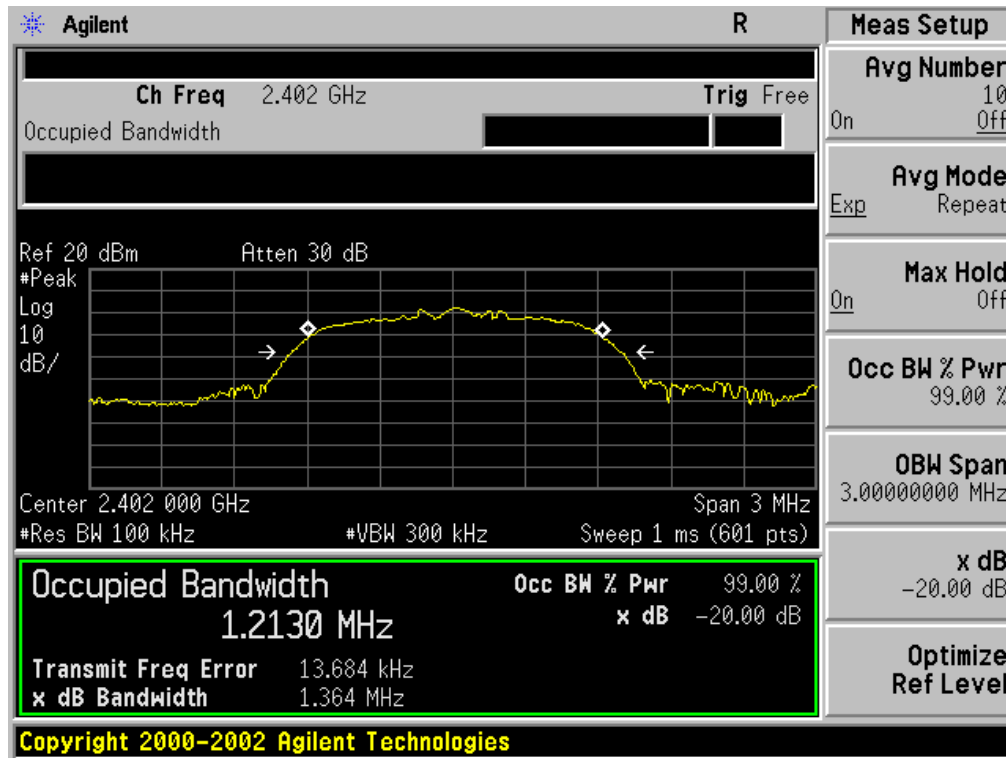 Agilent R
Ch Freq 2.402 GHz Trig Free
Occupied Bandwidth
Ref 20 dBm Atten 30 dB
#Peak
Log
10
dB/
Center 2.402 000 GHz Span 3 MHz
#Res BW 100 kHz #VBW 300 kHz Sweep 1 ms (601 pts)
Occupied Bandwidth Occ BW % Pwr 99.00 %
1.2130 MHz x dB -20.00 dB
Transmit Freq Error 13.684 kHz
x dB Bandwidth 1.364 MHz
Copyright 2000-2002 Agilent Technologies
Meas Setup
Avg Number
10
On Off
Avg Mode
Exp Repeat
Max Hold
On Off
Occ BW % Pwr
99.00 %
OBW Span
3.00000000 MHz
x dB
-20.00 dB
Optimize
Ref Level